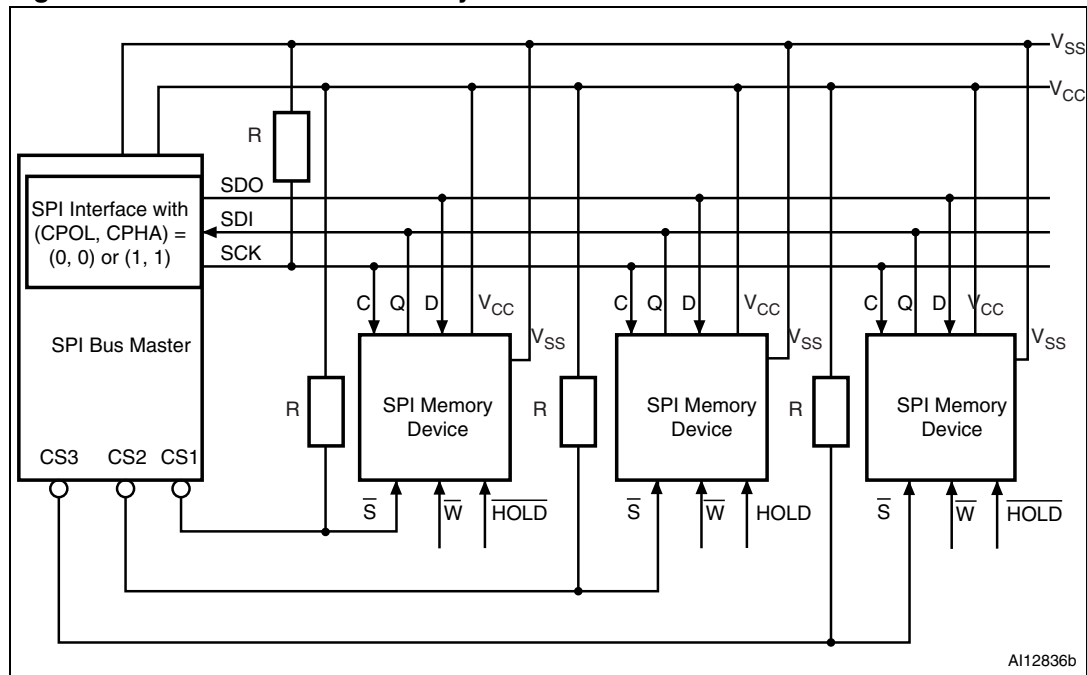 V_SS
V_CC
R
SDO
SPI Interface with
(CPOL, CPHA) =
(0, 0) or (1, 1)
SDI
SCK
C Q D V_CC V_SS
C Q D V_CC V_SS
C Q D V_CC V_SS
SPI Bus Master
R
SPI Memory
Device
R
SPI Memory
Device
R
SPI Memory
Device
CS3 CS2 CS1
S̅ W̅ H̅O̅L̅D̅
S̅ W̅ HOLD
S̅ W̅ H̅O̅L̅D̅
AI12836b